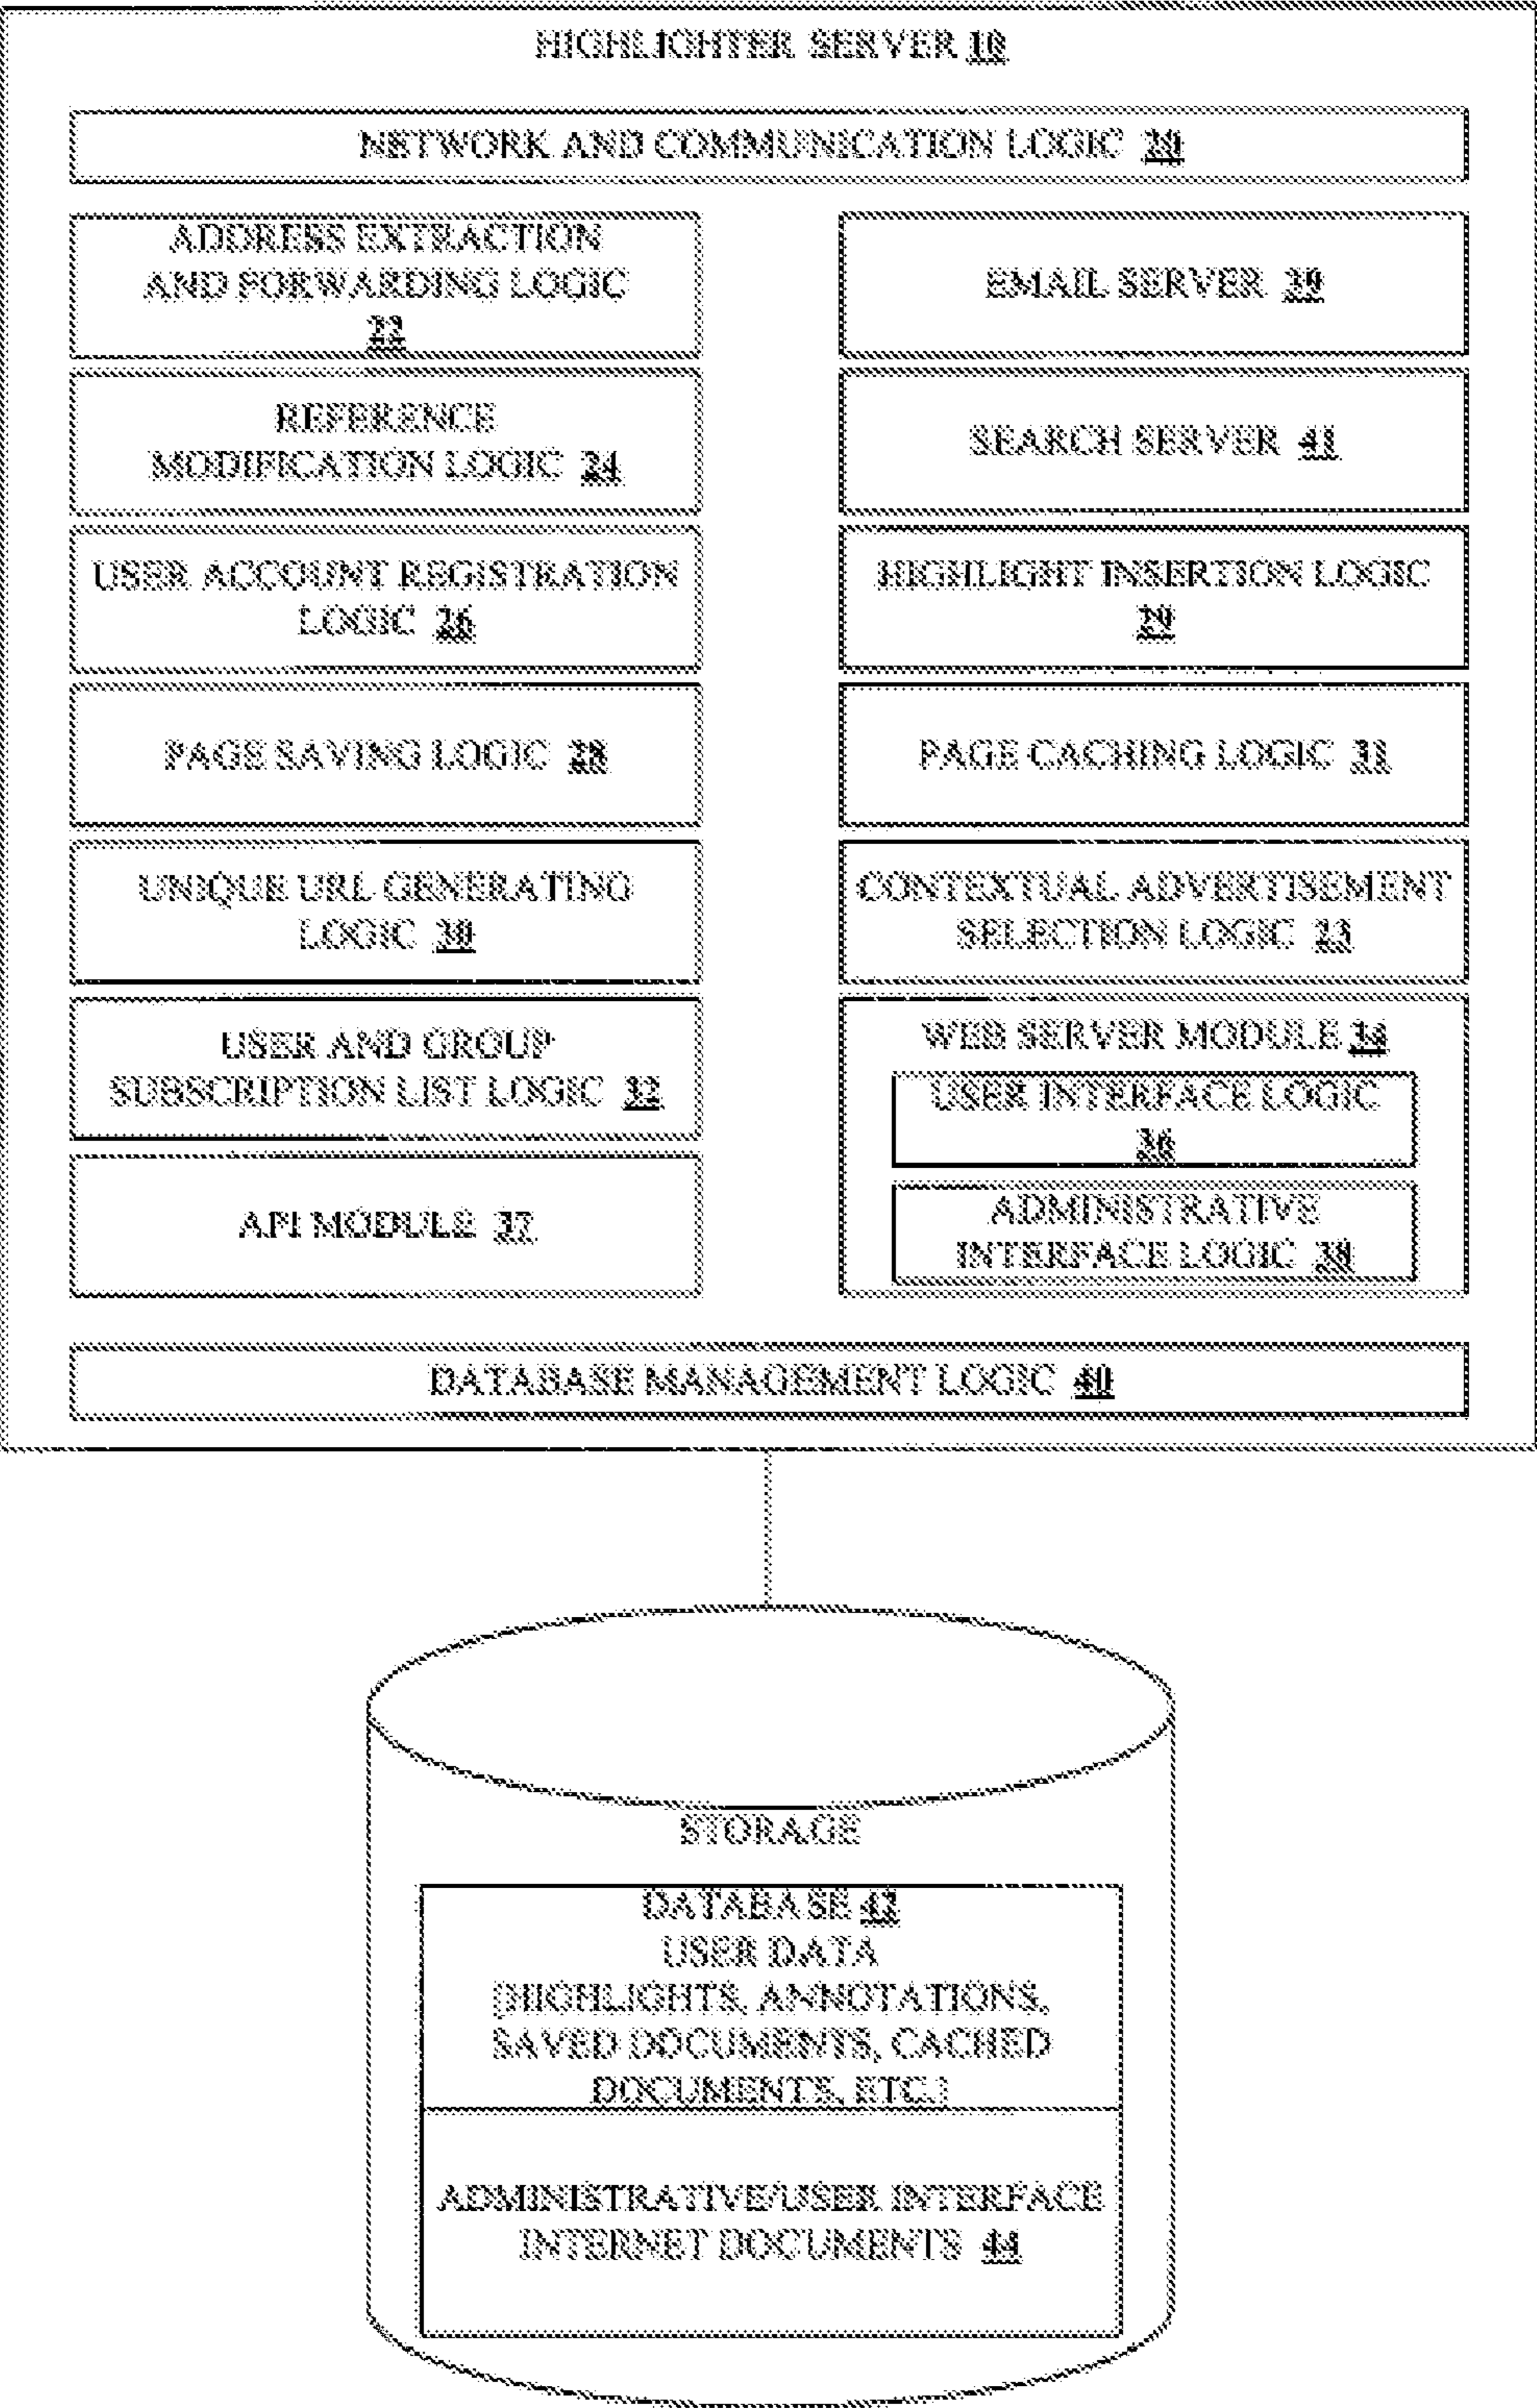 HIGHLIGHTER SERVER 10
NETWORK AND COMMUNICATION LOGIC 20
ADDRESS EXTRACTION
AND FORWARDING LOGIC
22
REFERENCE
MODIFICATION LOGIC 24
USER ACCOUNT REGISTRATION
LOGIC 26
PAGE SAVING LOGIC 28
UNIQUE URL GENERATING
LOGIC 30
USER AND GROUP
SUBSCRIPTION LIST LOGIC 32
API MODULE 37
EMAIL SERVER 39
SEARCH SERVER 41
HIGHLIGHT INSERTION LOGIC
29
PAGE CACHING LOGIC 31
CONTEXTUAL ADVERTISEMENT
SELECTION LOGIC 23
WEB SERVER MODULE 34
USER INTERFACE LOGIC
36
ADMINISTRATIVE
INTERFACE LOGIC 38
DATABASE MANAGEMENT LOGIC 40
STORAGE
DATABASE 42
USER DATA
[HIGHLIGHTS, ANNOTATIONS,
SAVED DOCUMENTS, CACHED
DOCUMENTS, ETC.]
ADMINISTRATIVE/USER INTERFACE
INTERNET DOCUMENTS 44